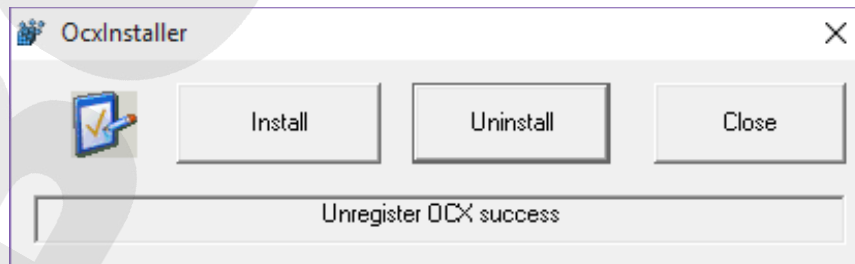 OcxInstaller
Install Uninstall Close
Unregister OCX success